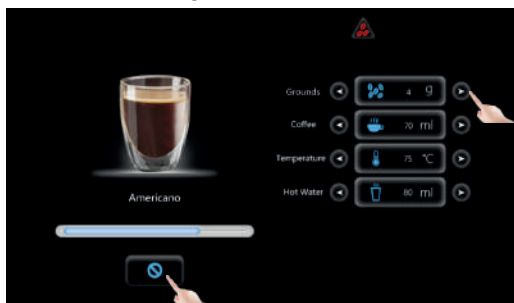 Grounds 4 g
Coffee 70 ml
Temperature 75 ℃
Hot Water 80 ml
Americano